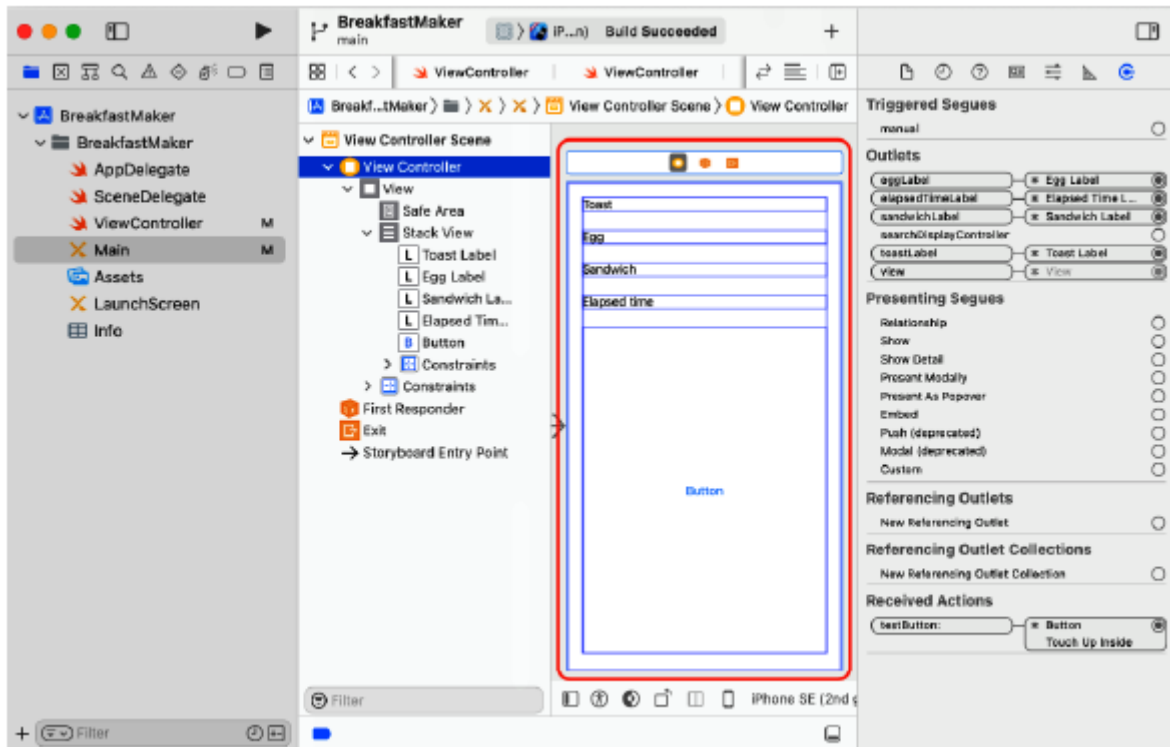 BreakfastMaker
main
iP...n) Build Succeeded
ViewController
ViewController
Breakf...tMaker
View Controller Scene
View Controller
BreakfastMaker
BreakfastMaker
AppDelegate
SceneDelegate
ViewController M
Main M
Assets
LaunchScreen
Info
Filter
View Controller Scene
View Controller
View
Safe Area
Stack View
L Toast Label
L Egg Label
L Sandwich La...
L Elapsed Tim...
B Button
Constraints
Constraints
First Responder
Exit
Storyboard Entry Point
Filter
Toast
Egg
Sandwich
Elapsed time
Button
iPhone SE (2nd g
Triggered Segues
manual
Outlets
eggLabel Egg Label
elapsedTimeLabel Elapsed Time L...
sandwichLabel Sandwich Label
searchDisplayController
toastLabel Toast Label
view View
Presenting Segues
Relationship
Show
Show Detail
Present Modally
Present As Popover
Embed
Push (deprecated)
Modal (deprecated)
Custom
Referencing Outlets
New Referencing Outlet
Referencing Outlet Collections
New Referencing Outlet Collection
Received Actions
testButton: Button
Touch Up Inside